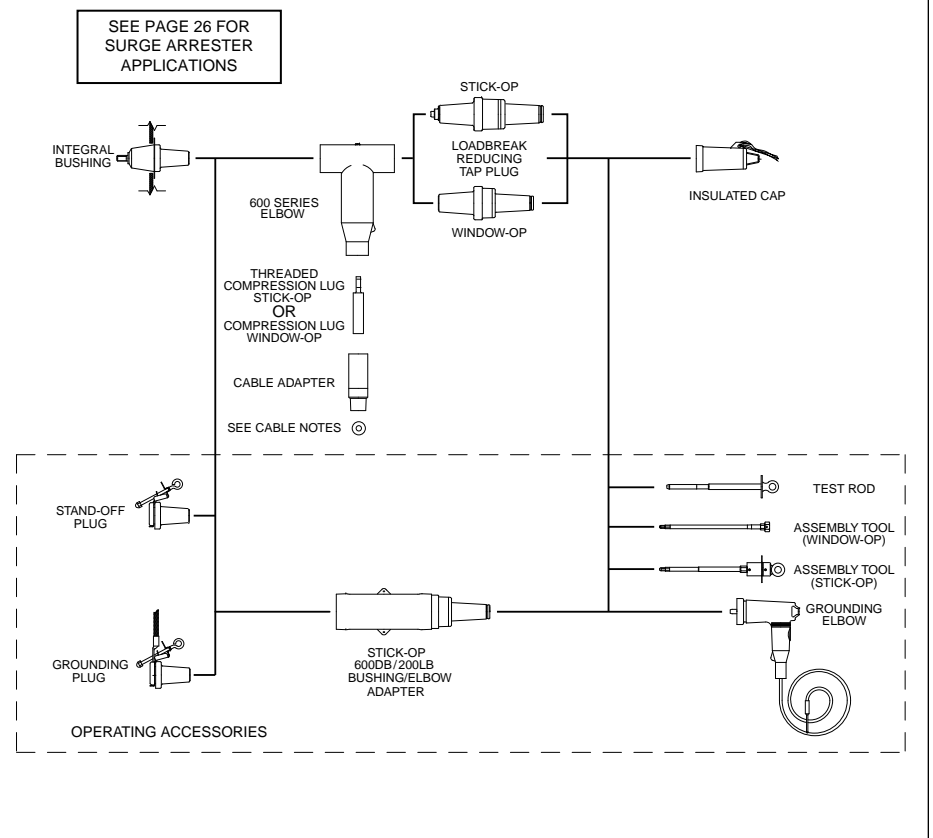 SEE PAGE 26 FOR
SURGE ARRESTER
APPLICATIONS
STICK-OP
INTEGRAL
BUSHING
LOADBREAK
REDUCING
TAP PLUG
INSULATED CAP
600 SERIES
ELBOW
WINDOW-OP
THREADED
COMPRESSION LUG
STICK-OP
OR
COMPRESSION LUG
WINDOW-OP
CABLE ADAPTER
SEE CABLE NOTES
STAND-OFF
PLUG
TEST ROD
ASSEMBLY TOOL
(WINDOW-OP)
ASSEMBLY TOOL
(STICK-OP)
GROUNDING
ELBOW
GROUNDING
PLUG
STICK-OP
600DB/200LB
BUSHING/ELBOW
ADAPTER
OPERATING ACCESSORIES